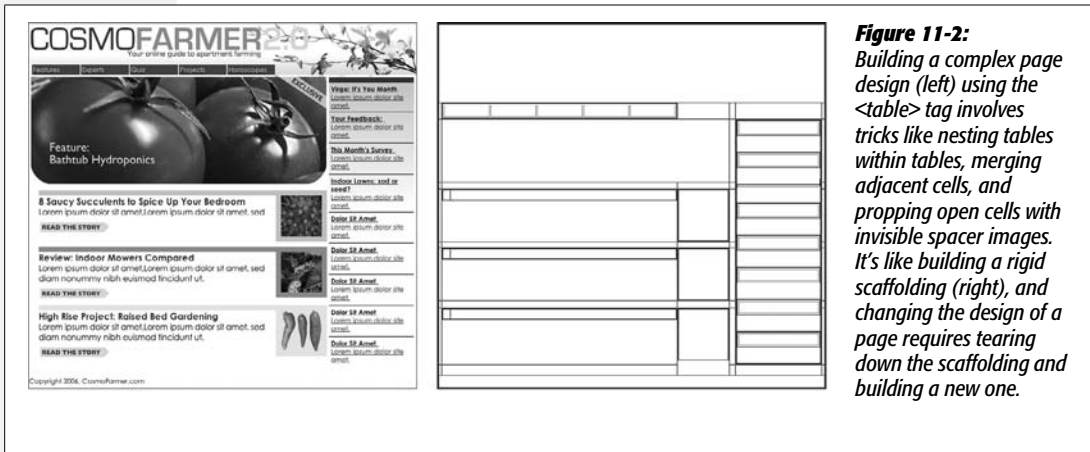 COSMOFARMER2.0
Your online guide to apartment farming
Features Experts Quiz Projects Horoscopes
EXCLUSIVE
Feature:
Bathtub Hydroponics
8 Saucy Succulents to Spice Up Your Bedroom
Lorem ipsum dolor sit amet,Lorem ipsum dolor sit amet, sed
READ THE STORY
Review: Indoor Mowers Compared
Lorem ipsum dolor sit amet,Lorem ipsum dolor sit amet, sed
diam nonummy nibh euismod tincidunt ut.
READ THE STORY
High Rise Project: Raised Bed Gardening
Lorem ipsum dolor sit amet,Lorem ipsum dolor sit amet, sed
diam nonummy nibh euismod tincidunt ut.
READ THE STORY
Virgo: It's You Month
Lorem ipsum dolor site
amet.
Your Feedback:
Lorem ipsum dolor site
amet.
This Month's Survey
Lorem ipsum dolor site
amet.
Indoor Lawns: sod or
seed?
Lorem ipsum dolor site
amet.
Dolor Sit Amet
Lorem ipsum dolor site
amet.
Dolor Sit Amet
Lorem ipsum dolor site
amet.
Dolor Sit Amet
Lorem ipsum dolor site
amet.
Dolor Sit Amet
Lorem ipsum dolor site
amet.
Dolor Sit Amet
Lorem ipsum dolor site
amet.
Copyright 2006, Cosmofarmer.com
Figure 11-2:
Building a complex page
design (left) using the
<table> tag involves
tricks like nesting tables
within tables, merging
adjacent cells, and
propping open cells with
invisible spacer images.
It's like building a rigid
scaffolding (right), and
changing the design of a
page requires tearing
down the scaffolding and
building a new one.